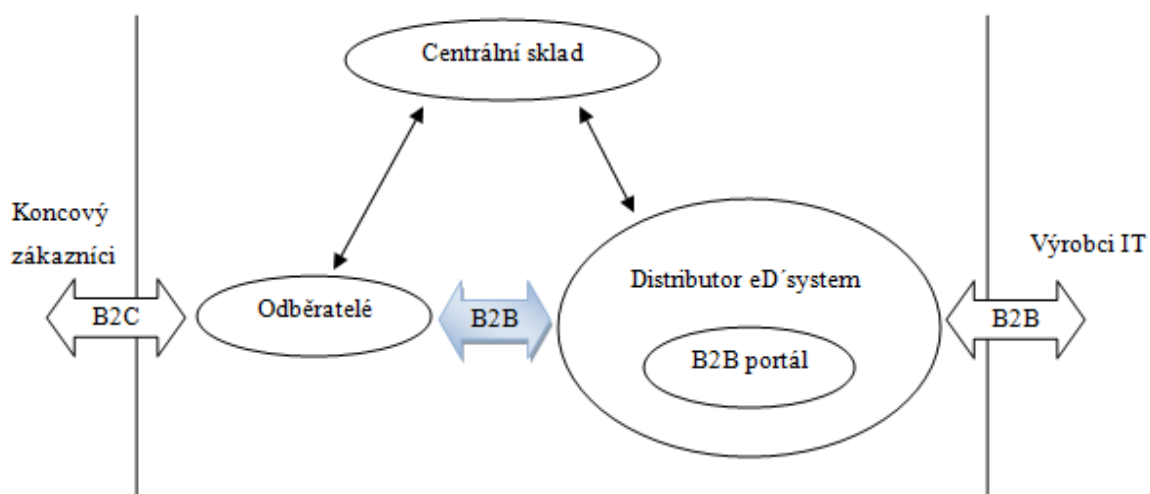 Centrální sklad
Koncový
zákazníci
Výrobci IT
Distributor eD´system
Odběratelé
B2C
B2B
B2B
B2B portál